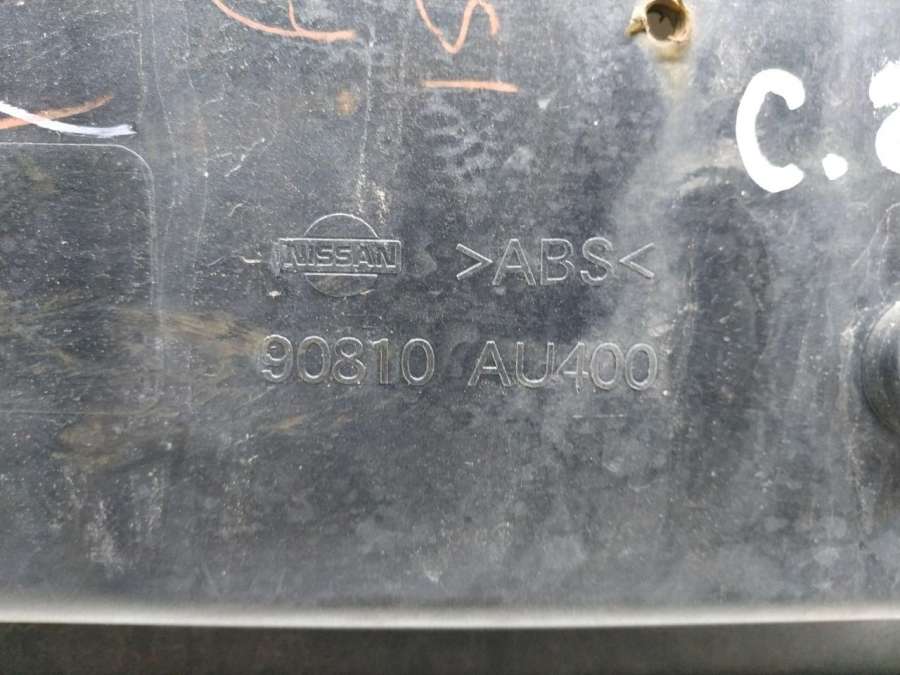 C.
NISSAN >ABS<
90810 AU400